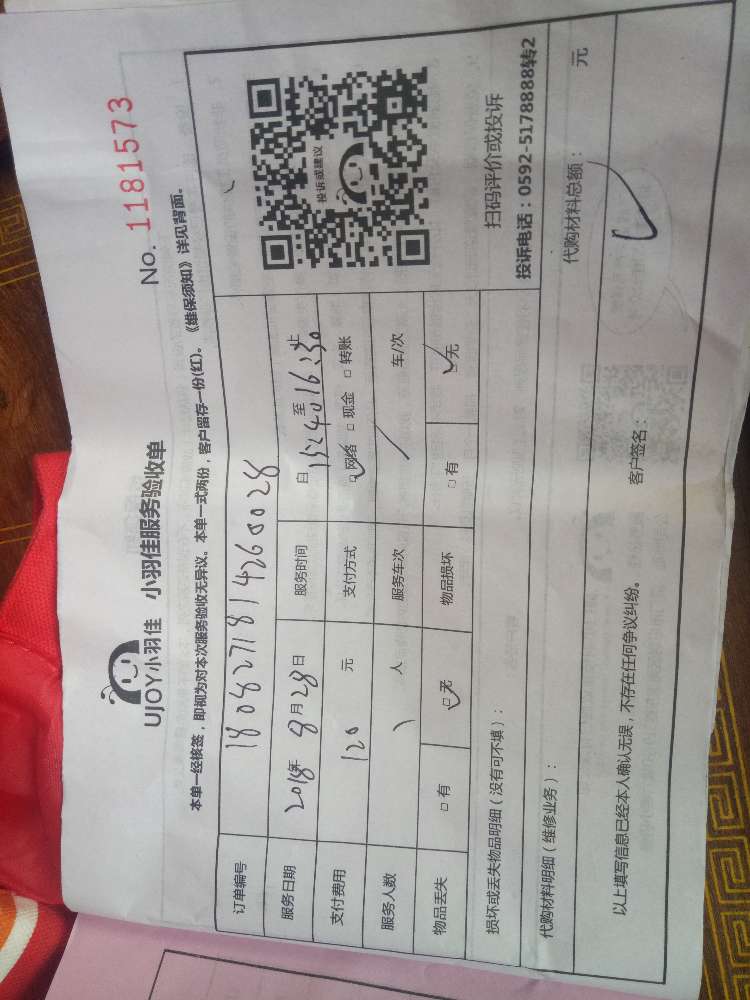 UJOY小羽佳 小羽佳服务验收单
No. 1181573
本单一经核签，即视为对本次服务验收无异议。本单一式两份，客户留存一份(红)。《维保须知》详见背面。
订单编号 1808271814260028
服务日期 2018年 8月28日 服务时间 自 15:40 至 16:30 止
支付费用 120 元 支付方式 ☑网络 □现金 □转账
服务人数 1 人 服务车次 / 车/次
物品丢失 □有 ☑无 物品损坏 □有 ☑无
投诉或建议
扫码评价或投诉
投诉电话：0592-5178888转2
损坏或丢失物品明细（没有可不填）：
代购材料明细（维修业务）： 代购材料总额： 元
以上填写信息已经本人确认无误，不存在任何争议纠纷。 客户签名：